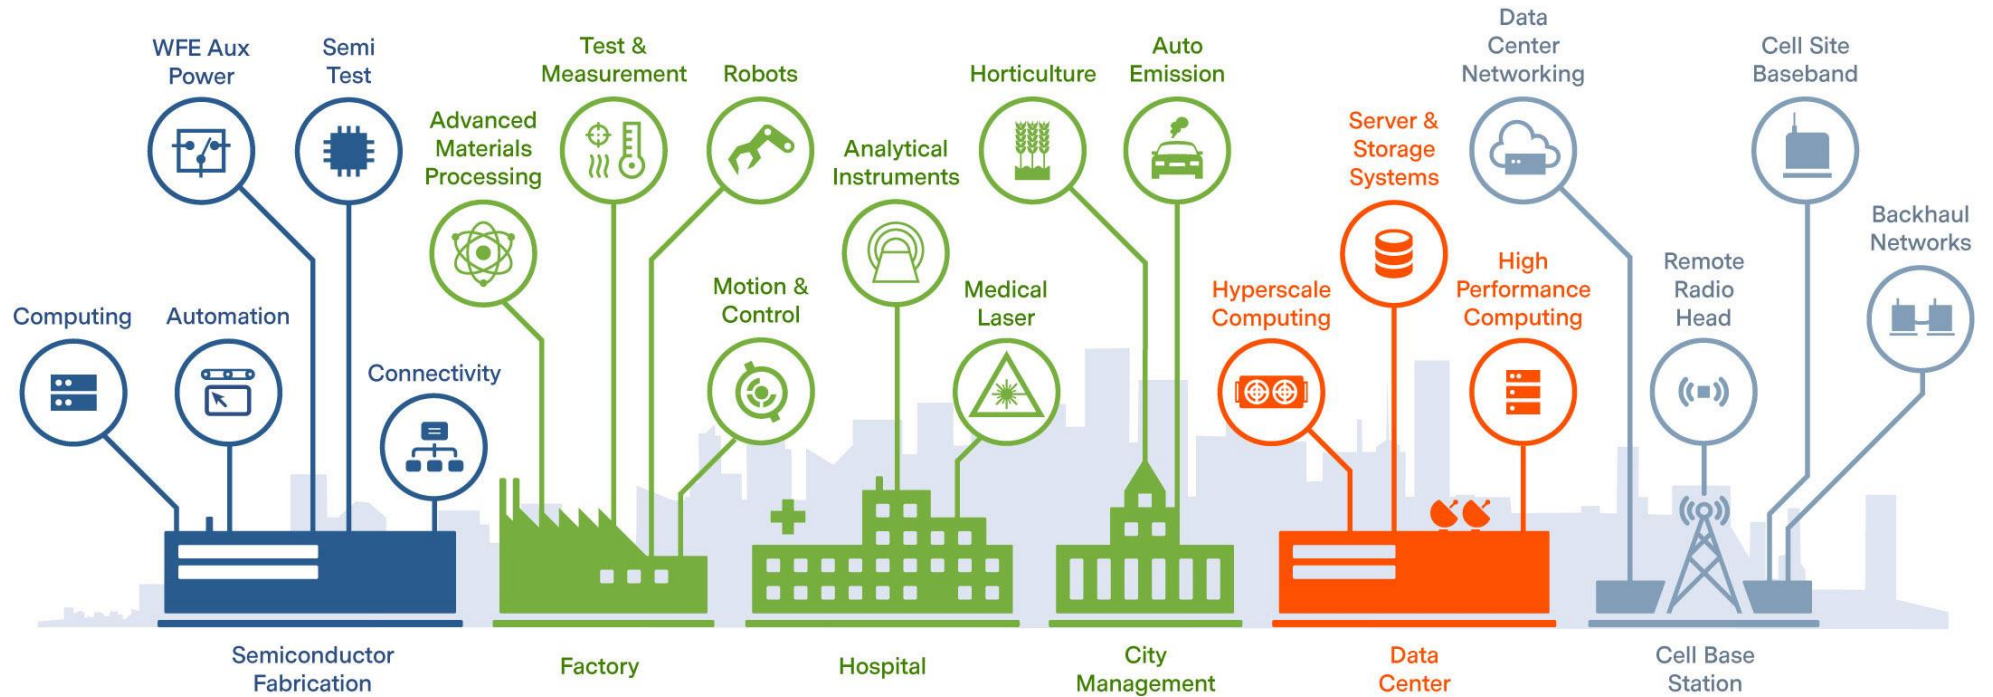 WFE Aux
Power
Semi
Test
Computing
Automation
Connectivity
Semiconductor
Fabrication
Advanced
Materials
Processing
Test &
Measurement
Robots
Motion &
Control
Factory
Analytical
Instruments
Medical
Laser
Hospital
Horticulture
Auto
Emission
City
Management
Server &
Storage
Systems
Hyperscale
Computing
High
Performance
Computing
Data
Center
Data
Center
Networking
Cell Site
Baseband
Remote
Radio
Head
Backhaul
Networks
Cell Base
Station